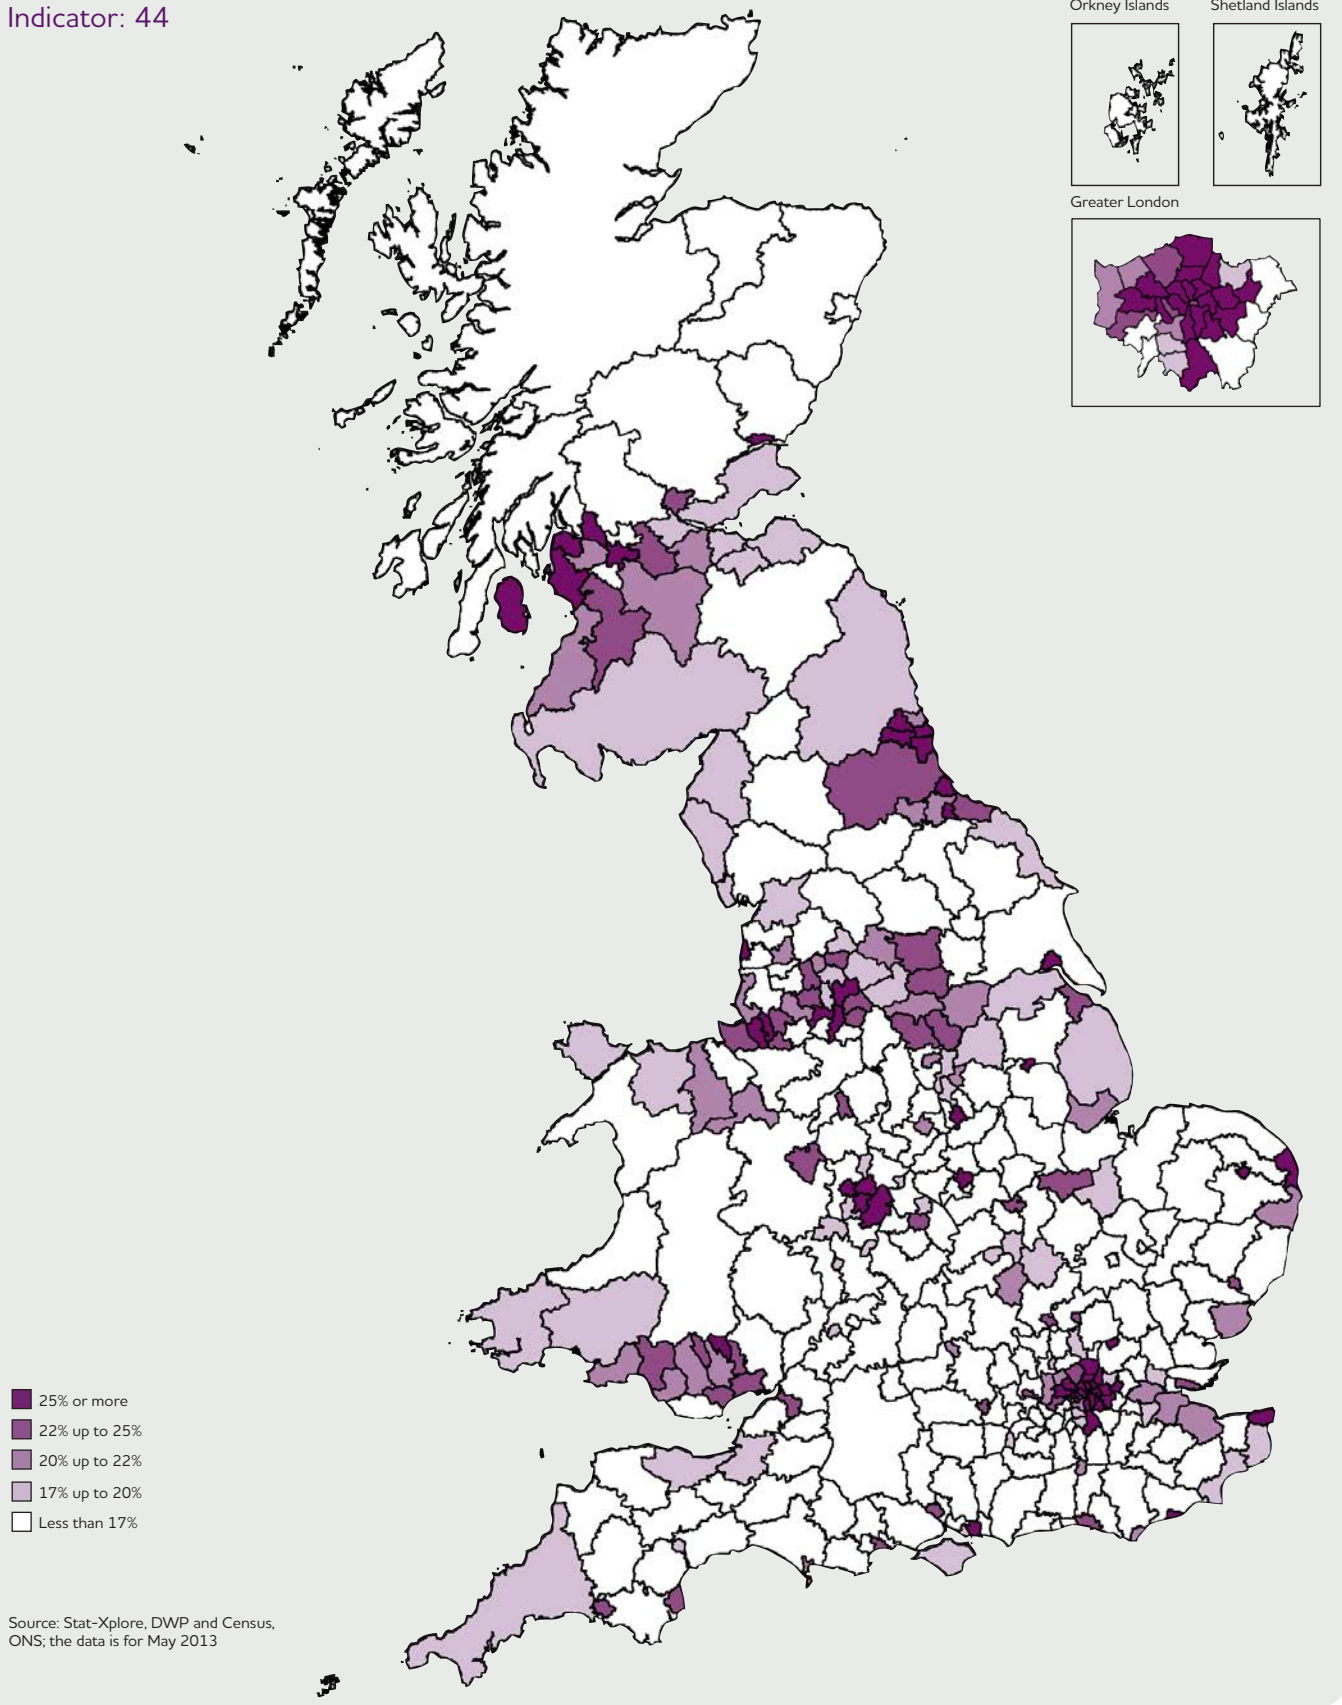 Indicator: 44
Orkney Islands
Shetland Islands
Greater London
25% or more
22% up to 25%
20% up to 22%
17% up to 20%
Less than 17%
Source: Stat-Xplore, DWP and Census,
ONS; the data is for May 2013